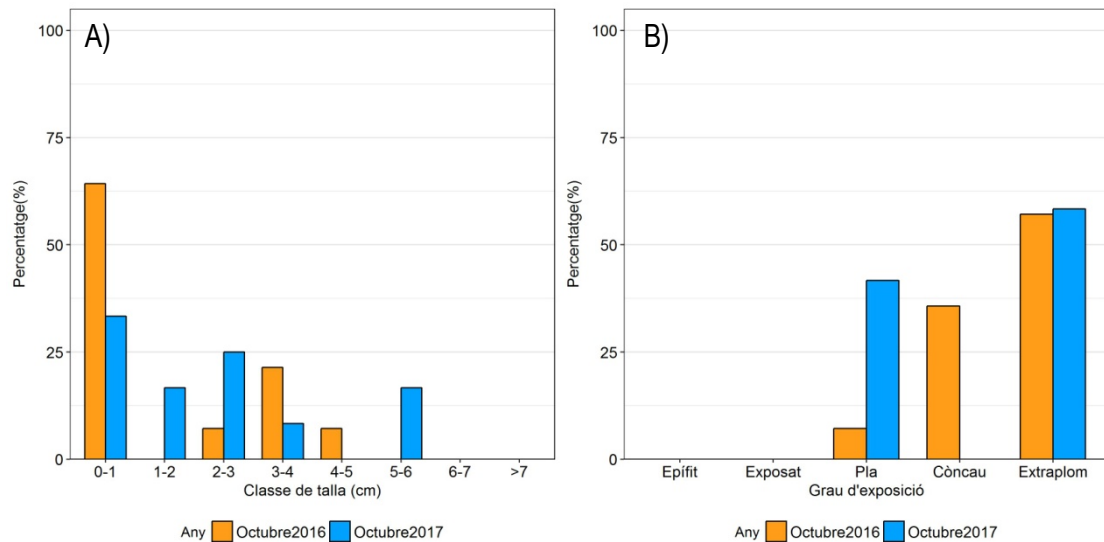 A)
100
75
50
25
0
Percentatge(%)
0-1 1-2 2-3 3-4 4-5 5-6 6-7 >7
Classe de talla (cm)
Any Octubre2016 Octubre2017
B)
100
75
50
25
0
Percentatge(%)
Epífit Exposat Pla Còncau Extraplom
Grau d'exposició
Any Octubre2016 Octubre2017